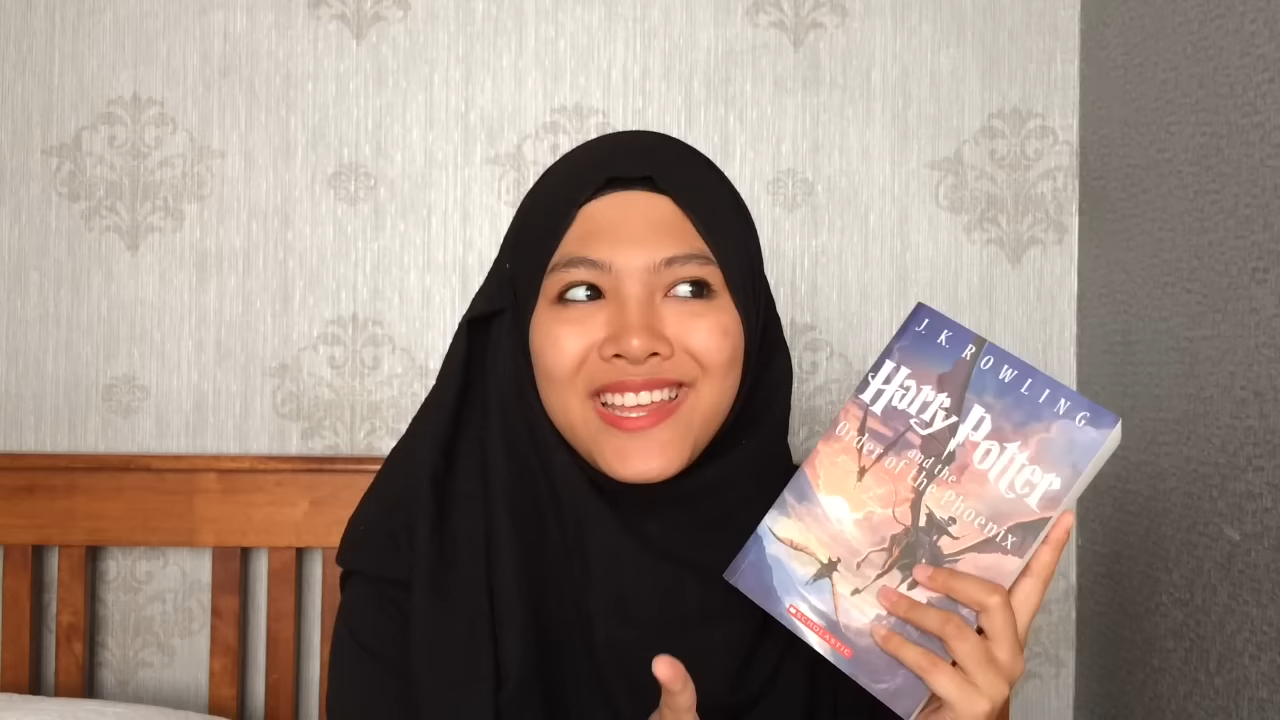 J. K. ROWLING
Harry Potter
and the
Order of the Phoenix
SCHOLASTIC